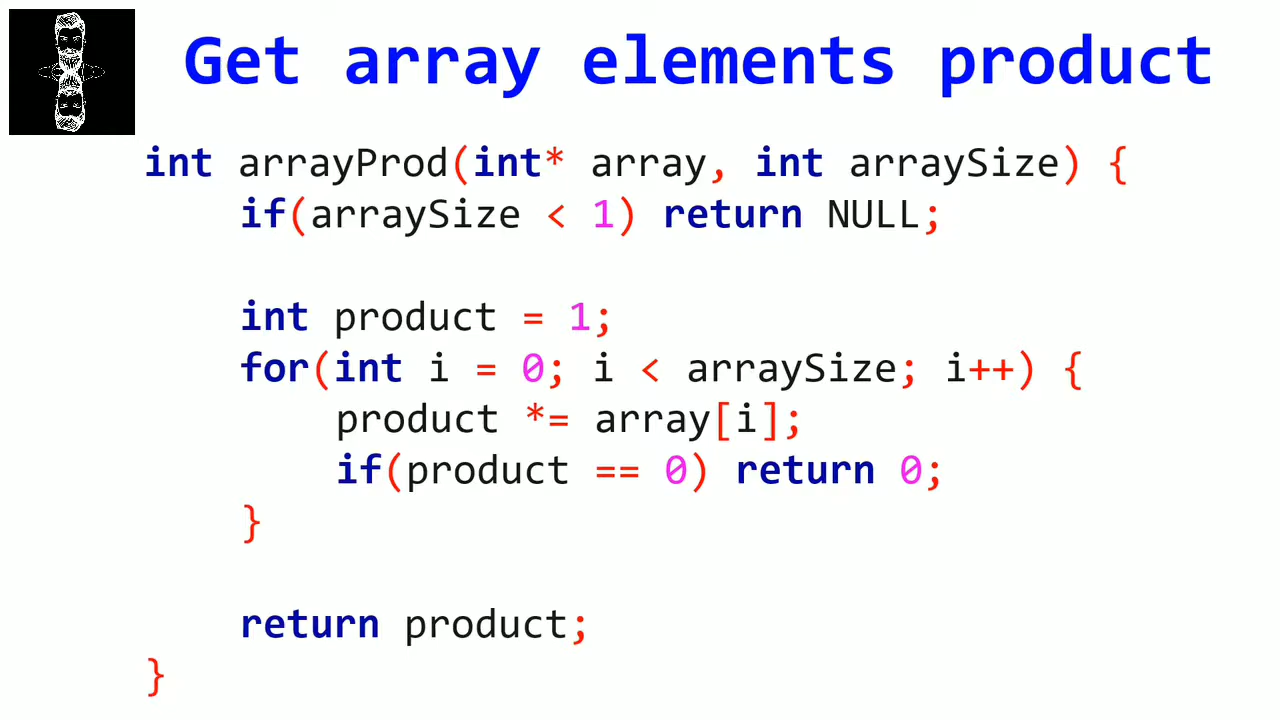 Get array elements product
int arrayProd(int* array, int arraySize) {
if(arraySize < 1) return NULL;
int product = 1;
for(int i = 0; i < arraySize; i++) {
product *= array[i];
if(product == 0) return 0;
}
return product;
}